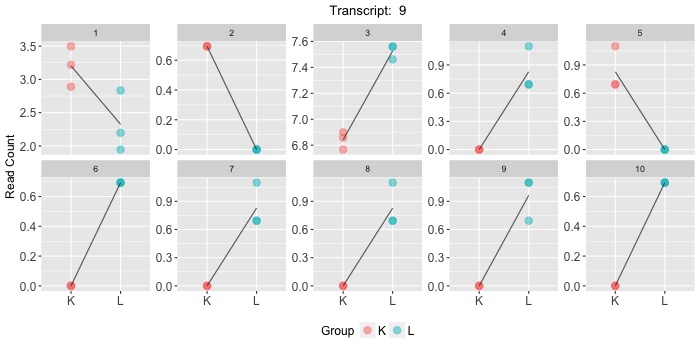 Transcript: 9
1 2 3 4 5
3.5 3.0 2.5 2.0
0.6 0.4 0.2 0.0
7.6 7.4 7.2 7.0 6.8
0.9 0.6 0.3 0.0
0.9 0.6 0.3 0.0
Read Count
6 7 8 9 10
0.6 0.4 0.2 0.0
0.9 0.6 0.3 0.0
0.9 0.6 0.3 0.0
0.9 0.6 0.3 0.0
0.6 0.4 0.2 0.0
K L K L K L K L K L
Group K L